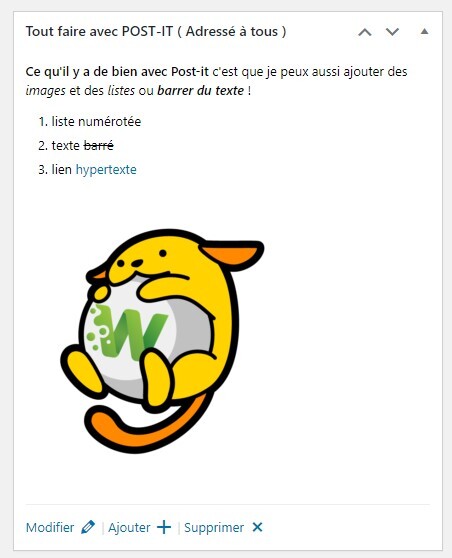 Tout faire avec POST-IT ( Adressé à tous )
Ce qu'il y a de bien avec Post-it c'est que je peux aussi ajouter des
images et des listes ou barrer du texte !
1. liste numérotée
2. texte barré
3. lien hypertexte
W
Modifier | Ajouter | Supprimer